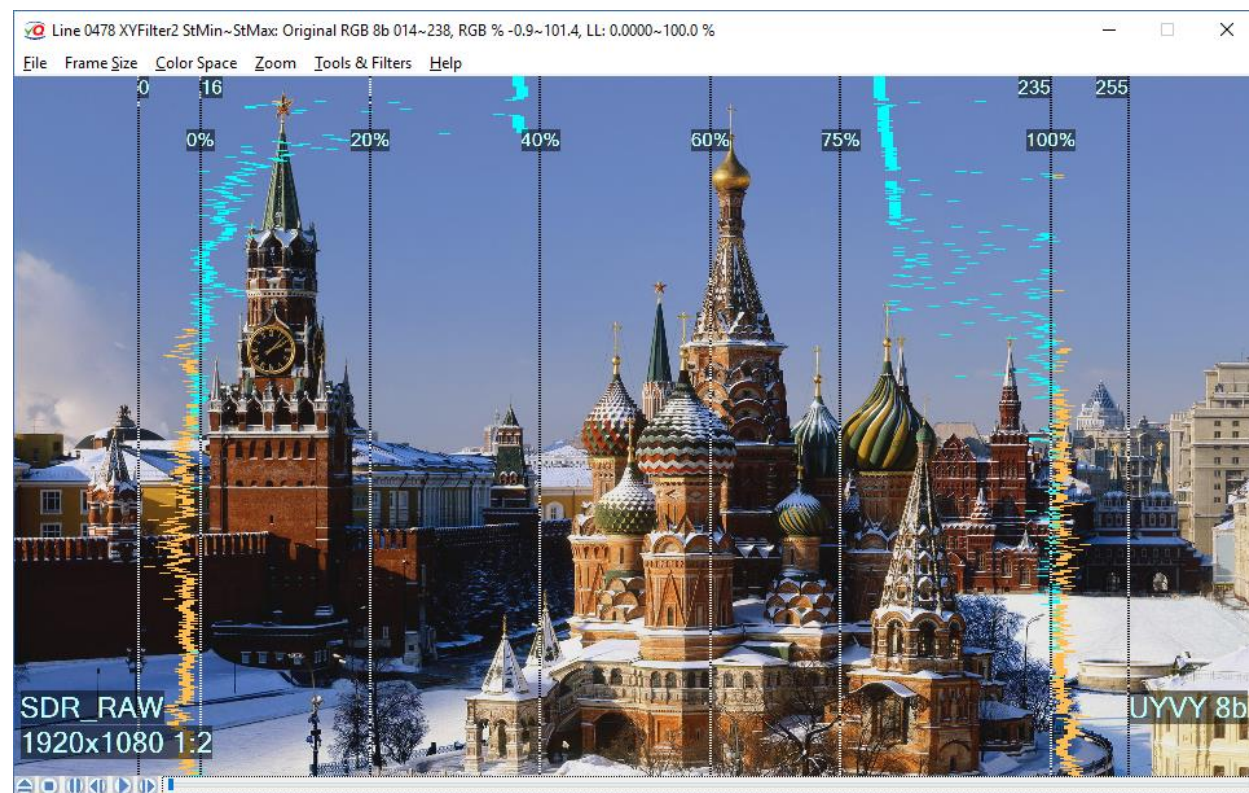 Line 0478 XYFilter2 StMin~StMax: Original RGB 8b 014~238, RGB % -0.9~101.4, LL: 0.0000~100.0 %
File Frame Size Color Space Zoom Tools & Filters Help
0 16 235 255
0% 20% 40% 60% 75% 100%
SDR_RAW UYVY 8b
1920x1080 1:2